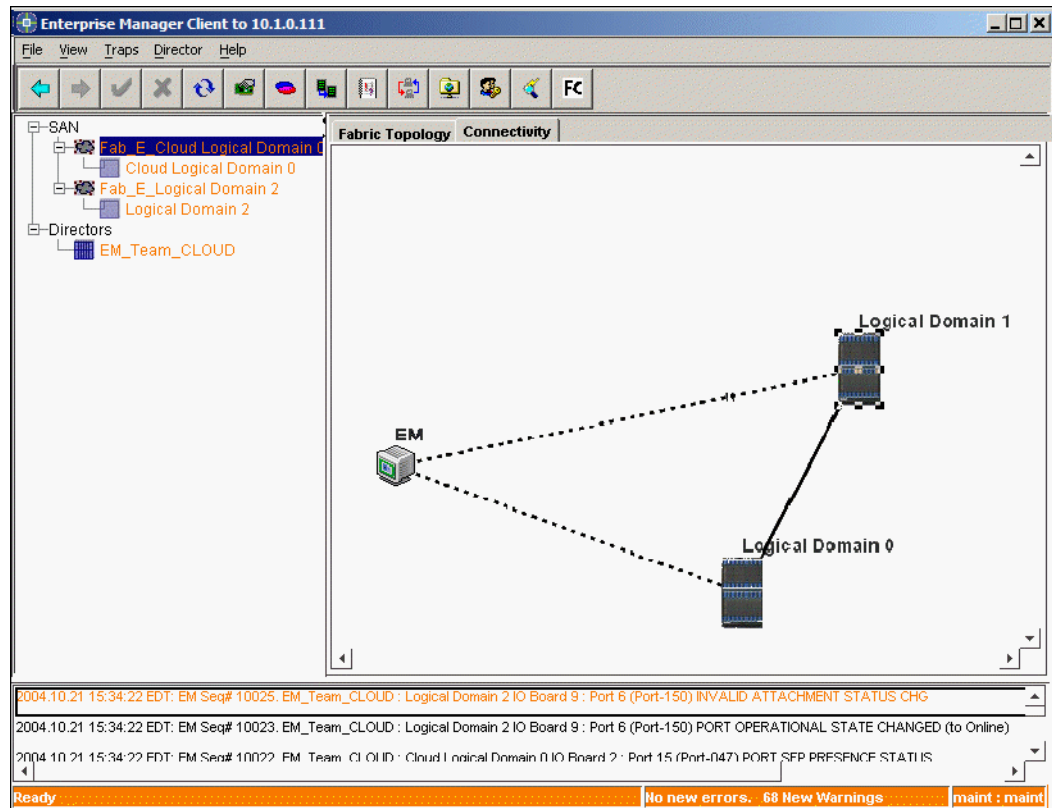 Enterprise Manager Client to 10.1.0.111
File View Traps Director Help
FC
SAN
Fab_E_Cloud Logical Domain 0
Cloud Logical Domain 0
Fab_E_Logical Domain 2
Logical Domain 2
Directors
EM_Team_CLOUD
Fabric Topology Connectivity
Logical Domain 1
EM
Logical Domain 0
2004.10.21 15:34:22 EDT: EM Seq# 10025. EM_Team_CLOUD : Logical Domain 2 IO Board 9 : Port 6 (Port-150) INVALID ATTACHMENT STATUS CHG
2004.10.21 15:34:22 EDT: EM Seq# 10023. EM_Team_CLOUD : Logical Domain 2 IO Board 9 : Port 6 (Port-150) PORT OPERATIONAL STATE CHANGED (to Online)
2004.10.21 15:34:22 EDT: EM Seq# 10022. EM_Team_CLOUD : Cloud Logical Domain 0 IO Board 2 : Port 15 (Port-047) PORT SFP PRESENCE STATUS
Ready
No new errors. 68 New Warnings
maint : maint